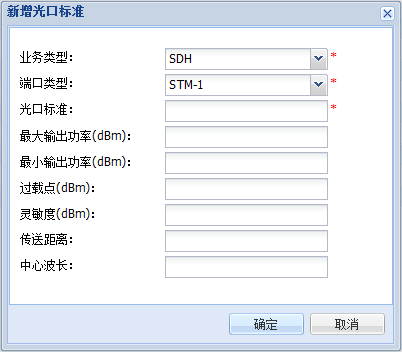 新增光口标准
业务类型： SDH *
端口类型： STM-1 *
光口标准： *
最大输出功率(dBm)：
最小输出功率(dBm)：
过载点(dBm)：
灵敏度(dBm)：
传送距离：
中心波长：
确定 取消